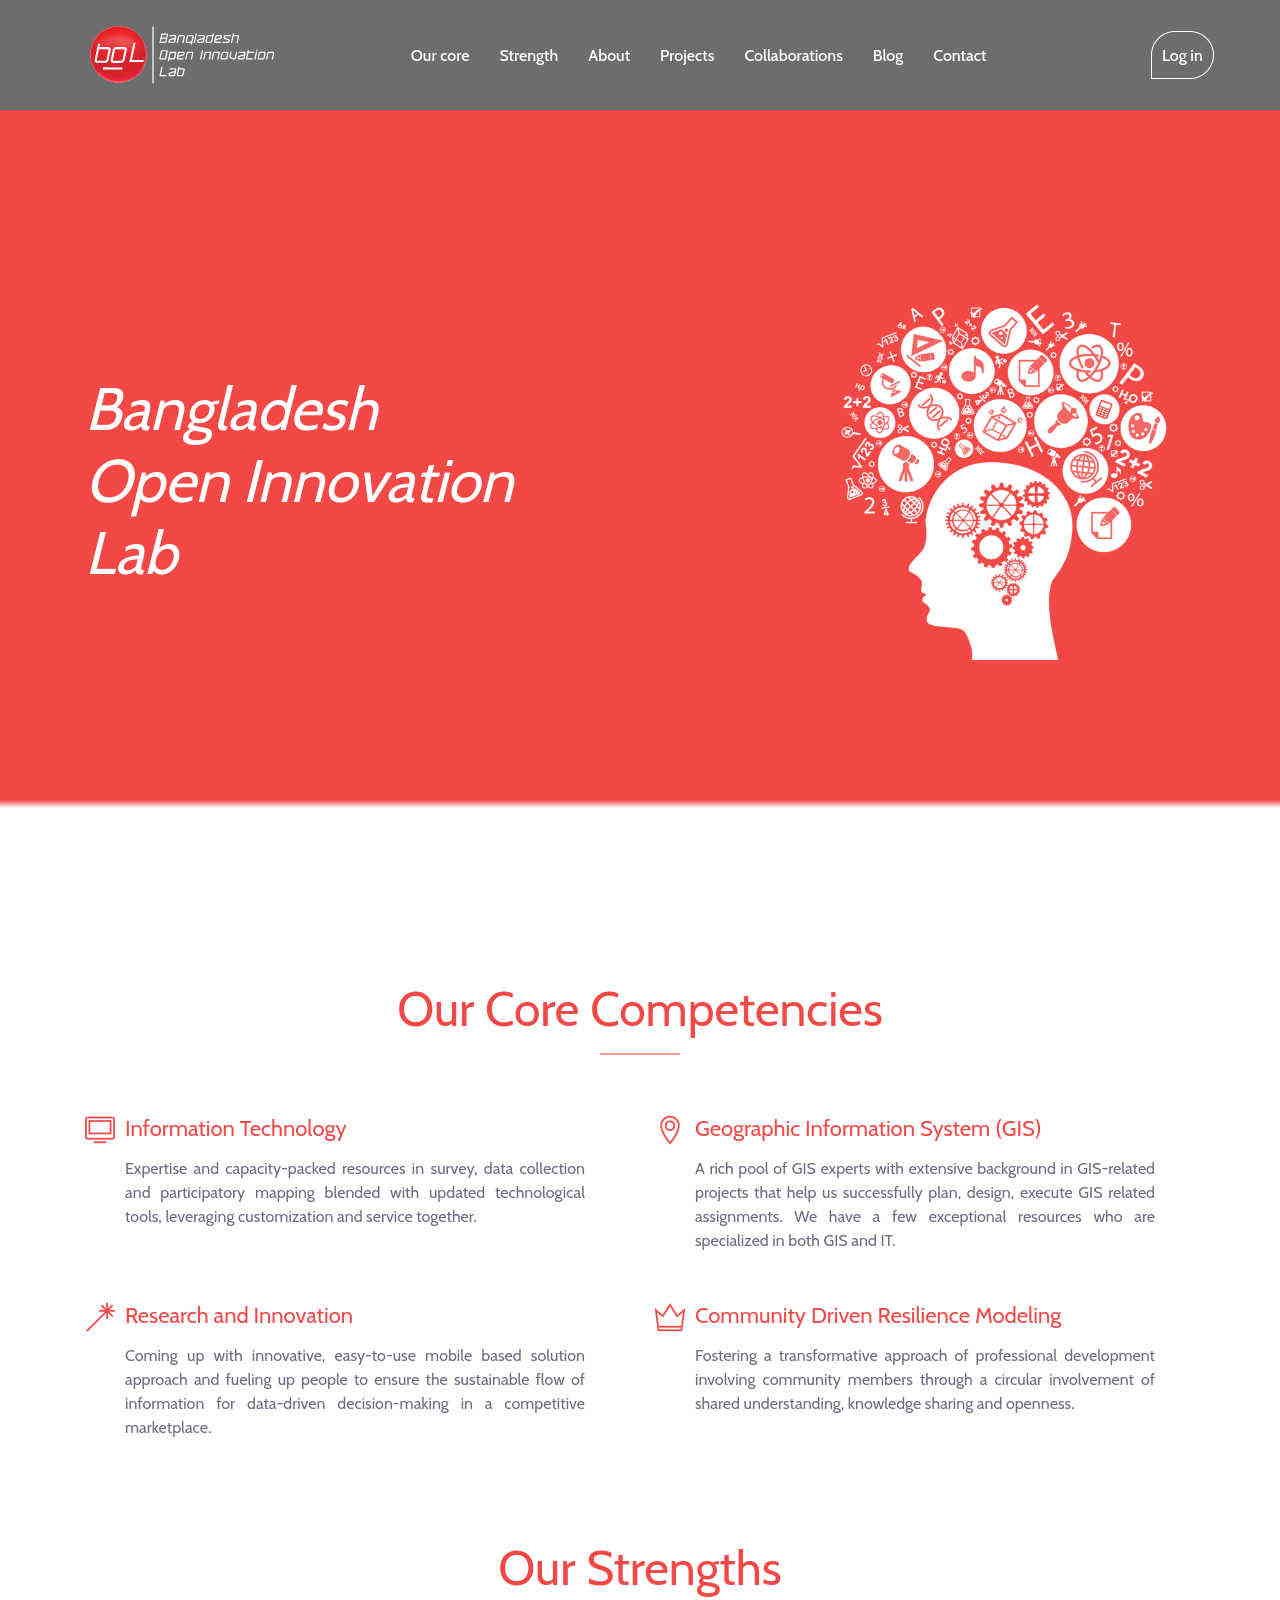 bOL
Bangladesh
Open Innovation
Lab
Our core Strength About Projects Collaborations Blog Contact
Log in
Bangladesh
Open Innovation
Lab
Our Core Competencies
Information Technology
Expertise and capacity-packed resources in survey, data collection
and participatory mapping blended with updated technological
tools, leveraging customization and service together.
Geographic Information System (GIS)
A rich pool of GIS experts with extensive background in GIS-related
projects that help us successfully plan, design, execute GIS related
assignments. We have a few exceptional resources who are
specialized in both GIS and IT.
Research and Innovation
Coming up with innovative, easy-to-use mobile based solution
approach and fueling up people to ensure the sustainable flow of
information for data-driven decision-making in a competitive
marketplace.
Community Driven Resilience Modeling
Fostering a transformative approach of professional development
involving community members through a circular involvement of
shared understanding, knowledge sharing and openness.
Our Strengths